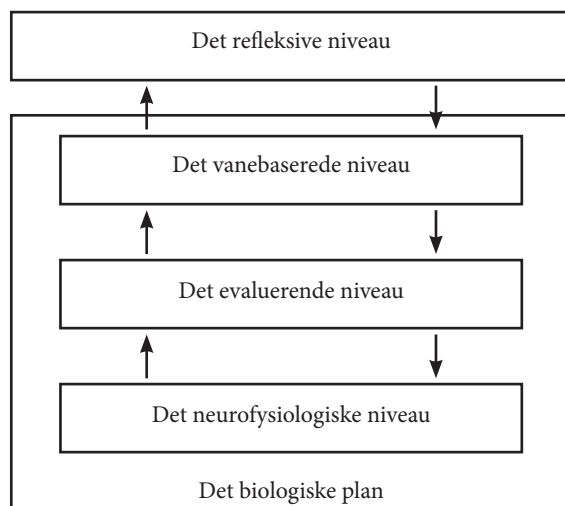 Det refleksive niveau
Det vanebaserede niveau
Det evaluerende niveau
Det neurofysiologiske niveau
Det biologiske plan